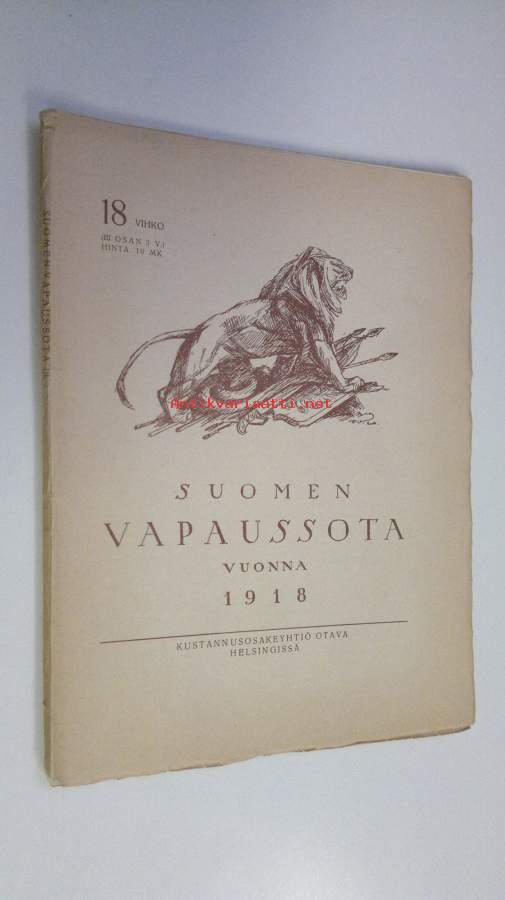 18 VIHKO
(III OSAN 5 V.)
HINTA 10 MK
Antikvariaatti.net
SUOMEN
VAPAUSSOTA
VUONNA
1918
KUSTANNUSOSAKEYHTIÖ OTAVA
HELSINGISSÄ
SUOMEN VAPAUSSOTA